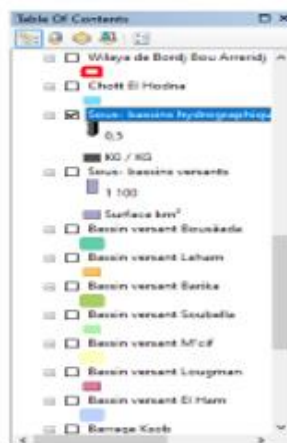 Table Of Contents
Wilaya de Bordj Bou Arreridj
Chott El Hodna
Sous- bassins hydrographiqu
0,5
KG / KG
Sous- bassins versants
1 100
Surface km²
Bassin versant Bousâada
Bassin versant Leham
Bassin versant Barika
Bassin versant Soubella
Bassin versant M'cif
Bassin versant Lougman
Bassin versant El Ham
Barrage Ksob